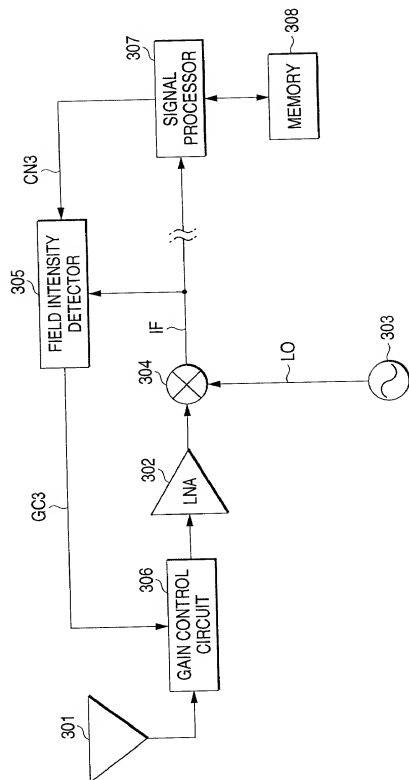 301
GC3
306
GAIN CONTROL
CIRCUIT
302
LNA
305
FIELD INTENSITY
DETECTOR
304
IF
LO
303
CN3
307
SIGNAL
PROCESSOR
308
MEMORY